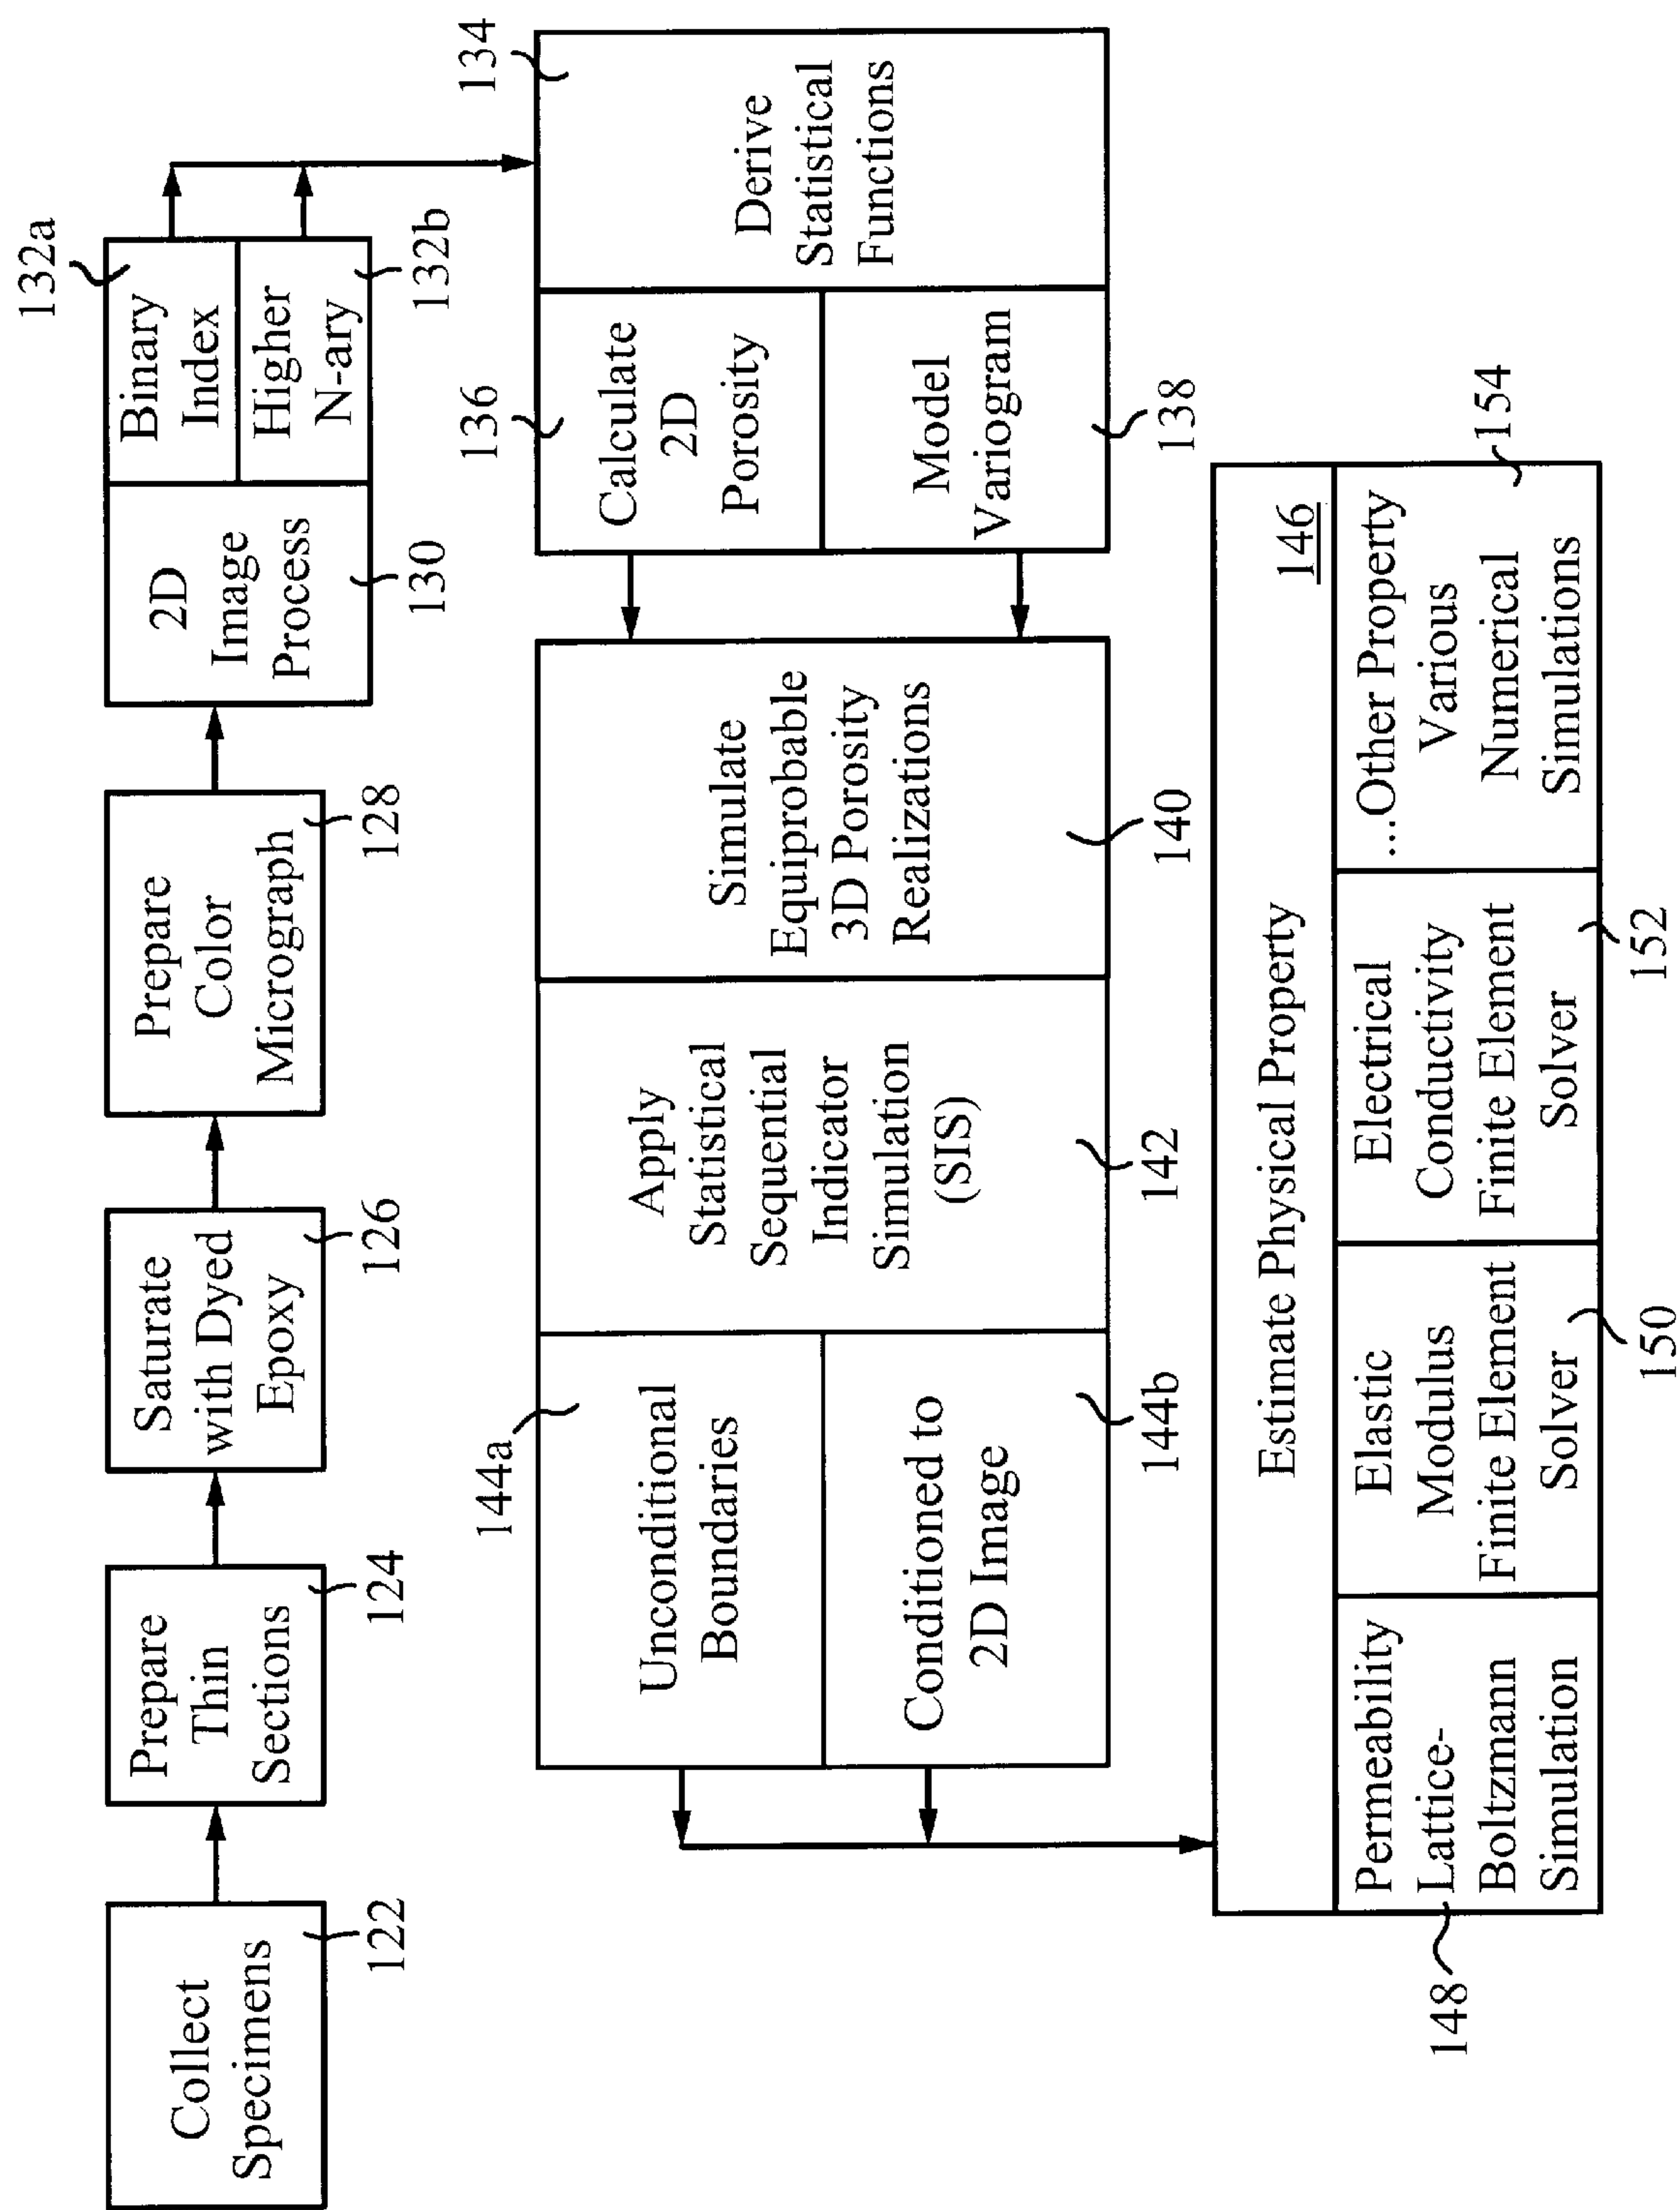 Collect
Specimens
122
Prepare
Thin
Sections
124
Saturate
with Dyed
Epoxy
126
Prepare
Color
Micrograph
128
2D
Image
Process
130
Binary
Index
132a
Higher
N-ary
132b
134
Derive
Statistical
Functions
136
Calculate
2D
Porosity
Model
Variogram
138
Simulate
Equiprobable
3D Porosity
Realizations
140
Apply
Statistical
Sequential
Indicator
Simulation
(SIS)
142
144a
Unconditional
Boundaries
Conditioned to
2D Image
144b
Estimate Physical Property
146
Permeability
Lattice-
Boltzmann
Simulation
148
Elastic
Modulus
Finite Element
Solver
150
Electrical
Conductivity
Finite Element
Solver
152
...Other Property
Various
Numerical
Simulations
154